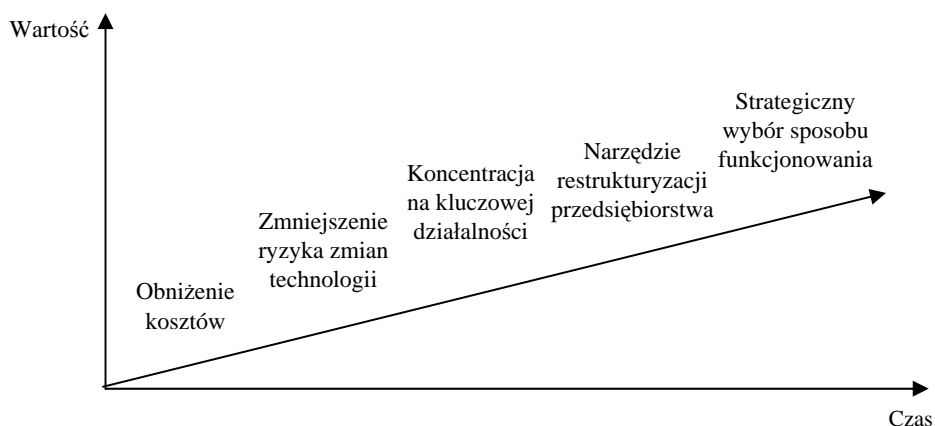 Wartość
Strategiczny
wybór sposobu
funkcjonowania
Narzędzie
restrukturyzacji
przedsiębiorstwa
Koncentracja
na kluczowej
działalności
Zmniejszenie
ryzyka zmian
technologii
Obniżenie
kosztów
Czas